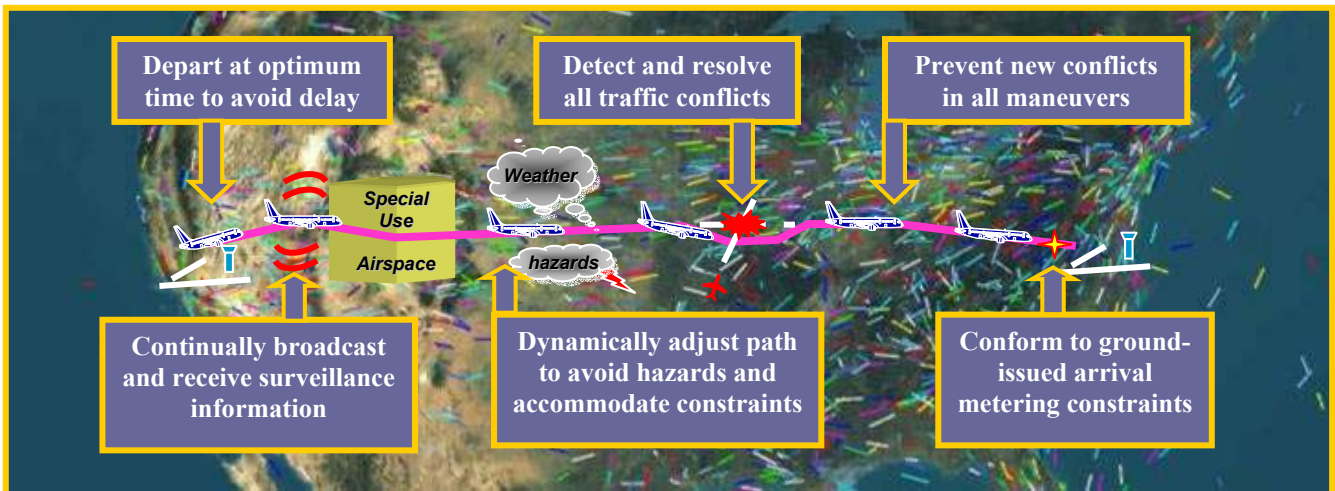 Depart at optimum
time to avoid delay
Detect and resolve
all traffic conflicts
Prevent new conflicts
in all maneuvers
Special
Use
Airspace
Weather
hazards
Continually broadcast
and receive surveillance
information
Dynamically adjust path
to avoid hazards and
accommodate constraints
Conform to ground-
issued arrival
metering constraints